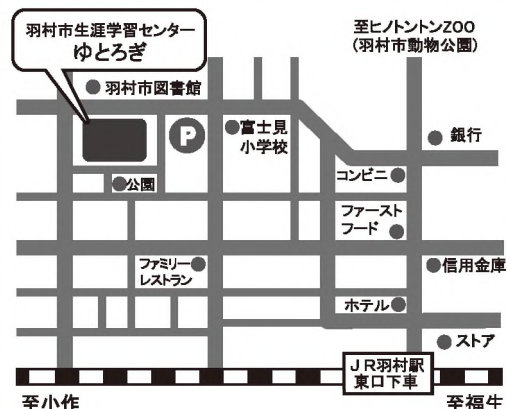 羽村市生涯学習センター
ゆとろぎ
至ヒノトントンZOO
(羽村市動物公園)
羽村市図書館
P
富士見
小学校
銀行
コンビニ
公園
ファースト
フード
ファミリー
レストラン
信用金庫
ホテル
ストア
JR羽村駅
東口下車
至小作
至福生